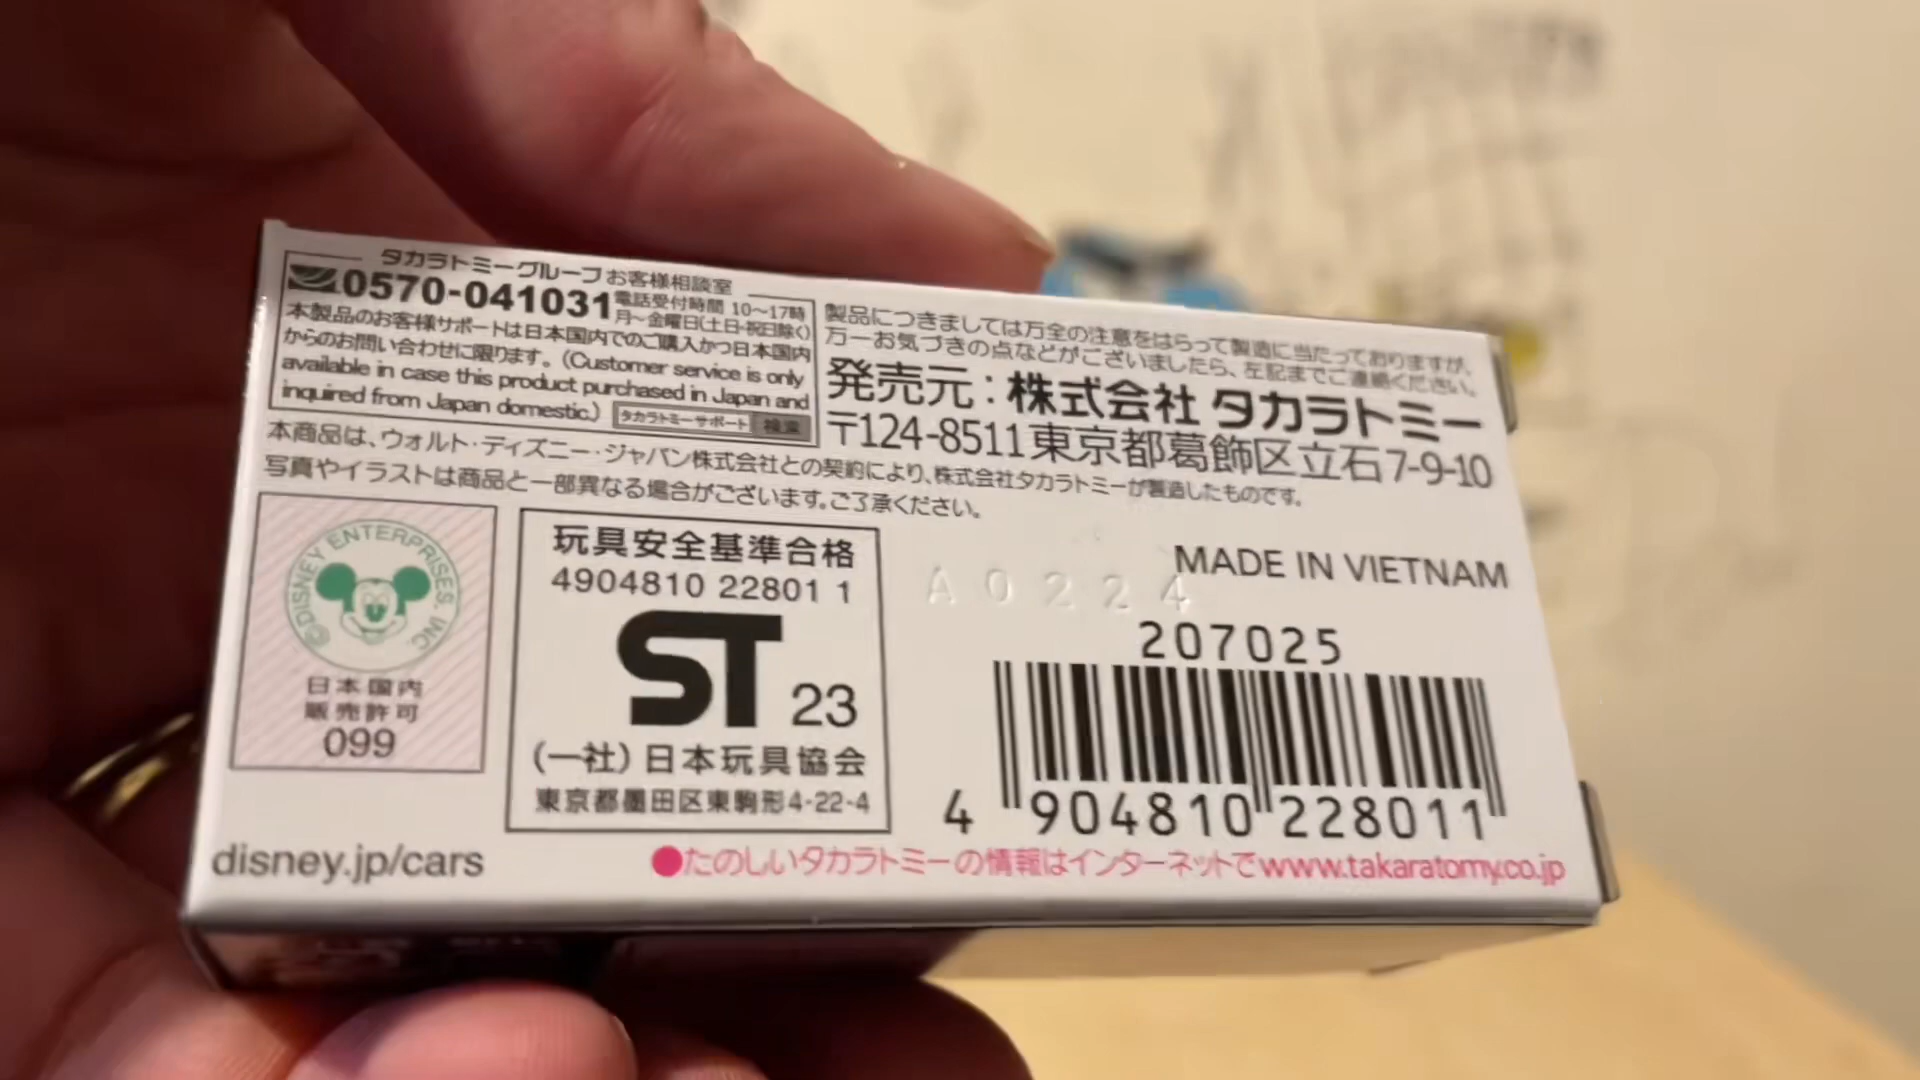 タカラトミーグループお客様相談室
0570-041031
電話受付時間 10〜17時
月〜金曜日(土日・祝日除く)
本製品のお客様サポートは日本国内でのご購入かつ日本国内
からのお問い合わせに限ります。(Customer service is only
available in case this product purchased in Japan and
inquired from Japan domestic.)
タカラトミーサポート 検索
製品につきましては万全の注意をはらって製造に当たっておりますが、
万一お気づきの点などがございましたら、左記までご連絡ください。
発売元:株式会社 タカラトミー
〒124-8511 東京都葛飾区立石7-9-10
本商品は、ウォルト・ディズニー・ジャパン株式会社との契約により、株式会社タカラトミーが製造したものです。
写真やイラストは商品と一部異なる場合がございます。ご了承ください。
©DISNEY ENTERPRISES, INC
日本国内
販売許可
099
玩具安全基準合格
4904810 22801 1
ST 23
(一社)日本玩具協会
東京都墨田区東駒形4-22-4
MADE IN VIETNAM
A0224
207025
4 904810 228011
disney.jp/cars
●たのしいタカラトミーの情報はインターネットでwww.takaratomy.co.jp